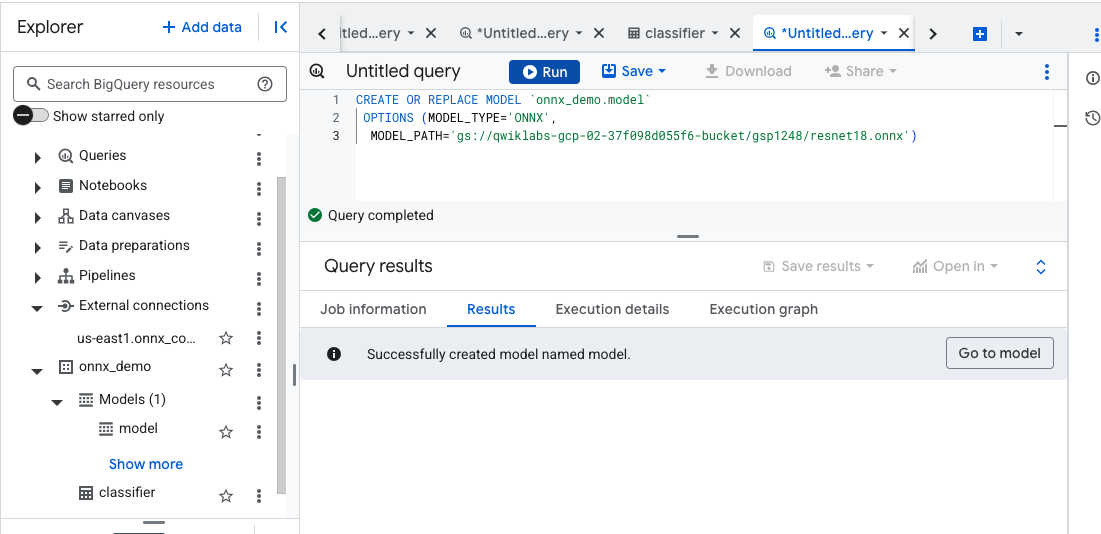 Explorer
+ Add data
Search BigQuery resources
Show starred only
Queries
Notebooks
Data canvases
Data preparations
Pipelines
External connections
us-east1.onnx_co...
onnx_demo
Models (1)
model
Show more
classifier
itled...ery
*Untitled...ery
classifier
*Untitled...ery
Untitled query
Run
Save
Download
Share
1 CREATE OR REPLACE MODEL `onnx_demo.model`
2 OPTIONS (MODEL_TYPE='ONNX',
3 MODEL_PATH='gs://qwiklabs-gcp-02-37f098d055f6-bucket/gsp1248/resnet18.onnx')
Query completed
Query results
Save results
Open in
Job information
Results
Execution details
Execution graph
Successfully created model named model.
Go to model